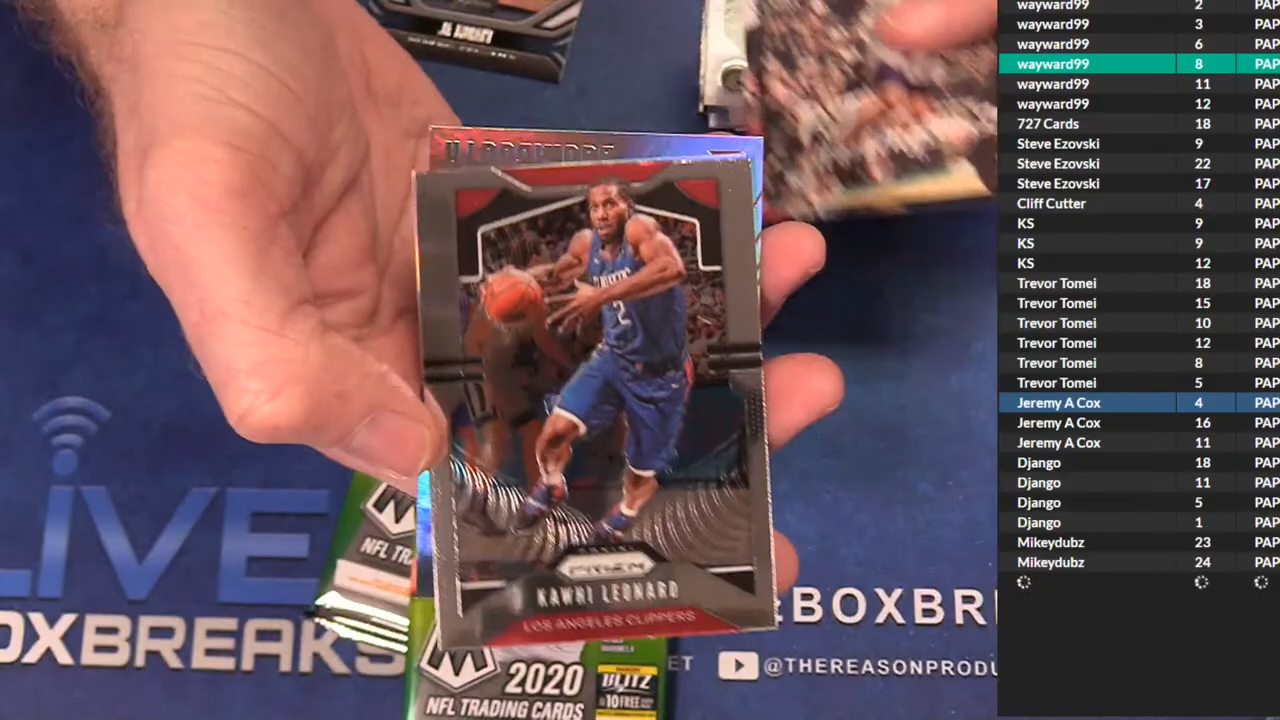 PRIZM
KAWHI LEONARD
LOS ANGELES CLIPPERS
2
LIVE
OXBREAKS
BOXBR
@THEREASONPRODU
NFL TRA
2020
NFL TRADING CARDS
BLITZ
10 FREE
wayward99 2 PAP
wayward99 3 PAP
wayward99 6 PAP
wayward99 8 PAP
wayward99 11 PAP
wayward99 12 PAP
727 Cards 18 PAP
Steve Ezovski 9 PAP
Steve Ezovski 22 PAP
Steve Ezovski 17 PAP
Cliff Cutter 4 PAP
KS 9 PAP
KS 9 PAP
KS 12 PAP
Trevor Tomei 18 PAP
Trevor Tomei 15 PAP
Trevor Tomei 10 PAP
Trevor Tomei 12 PAP
Trevor Tomei 8 PAP
Trevor Tomei 5 PAP
Jeremy A Cox 4 PAP
Jeremy A Cox 16 PAP
Jeremy A Cox 11 PAP
Django 18 PAP
Django 11 PAP
Django 5 PAP
Django 1 PAP
Mikeydubz 23 PAP
Mikeydubz 24 PAP